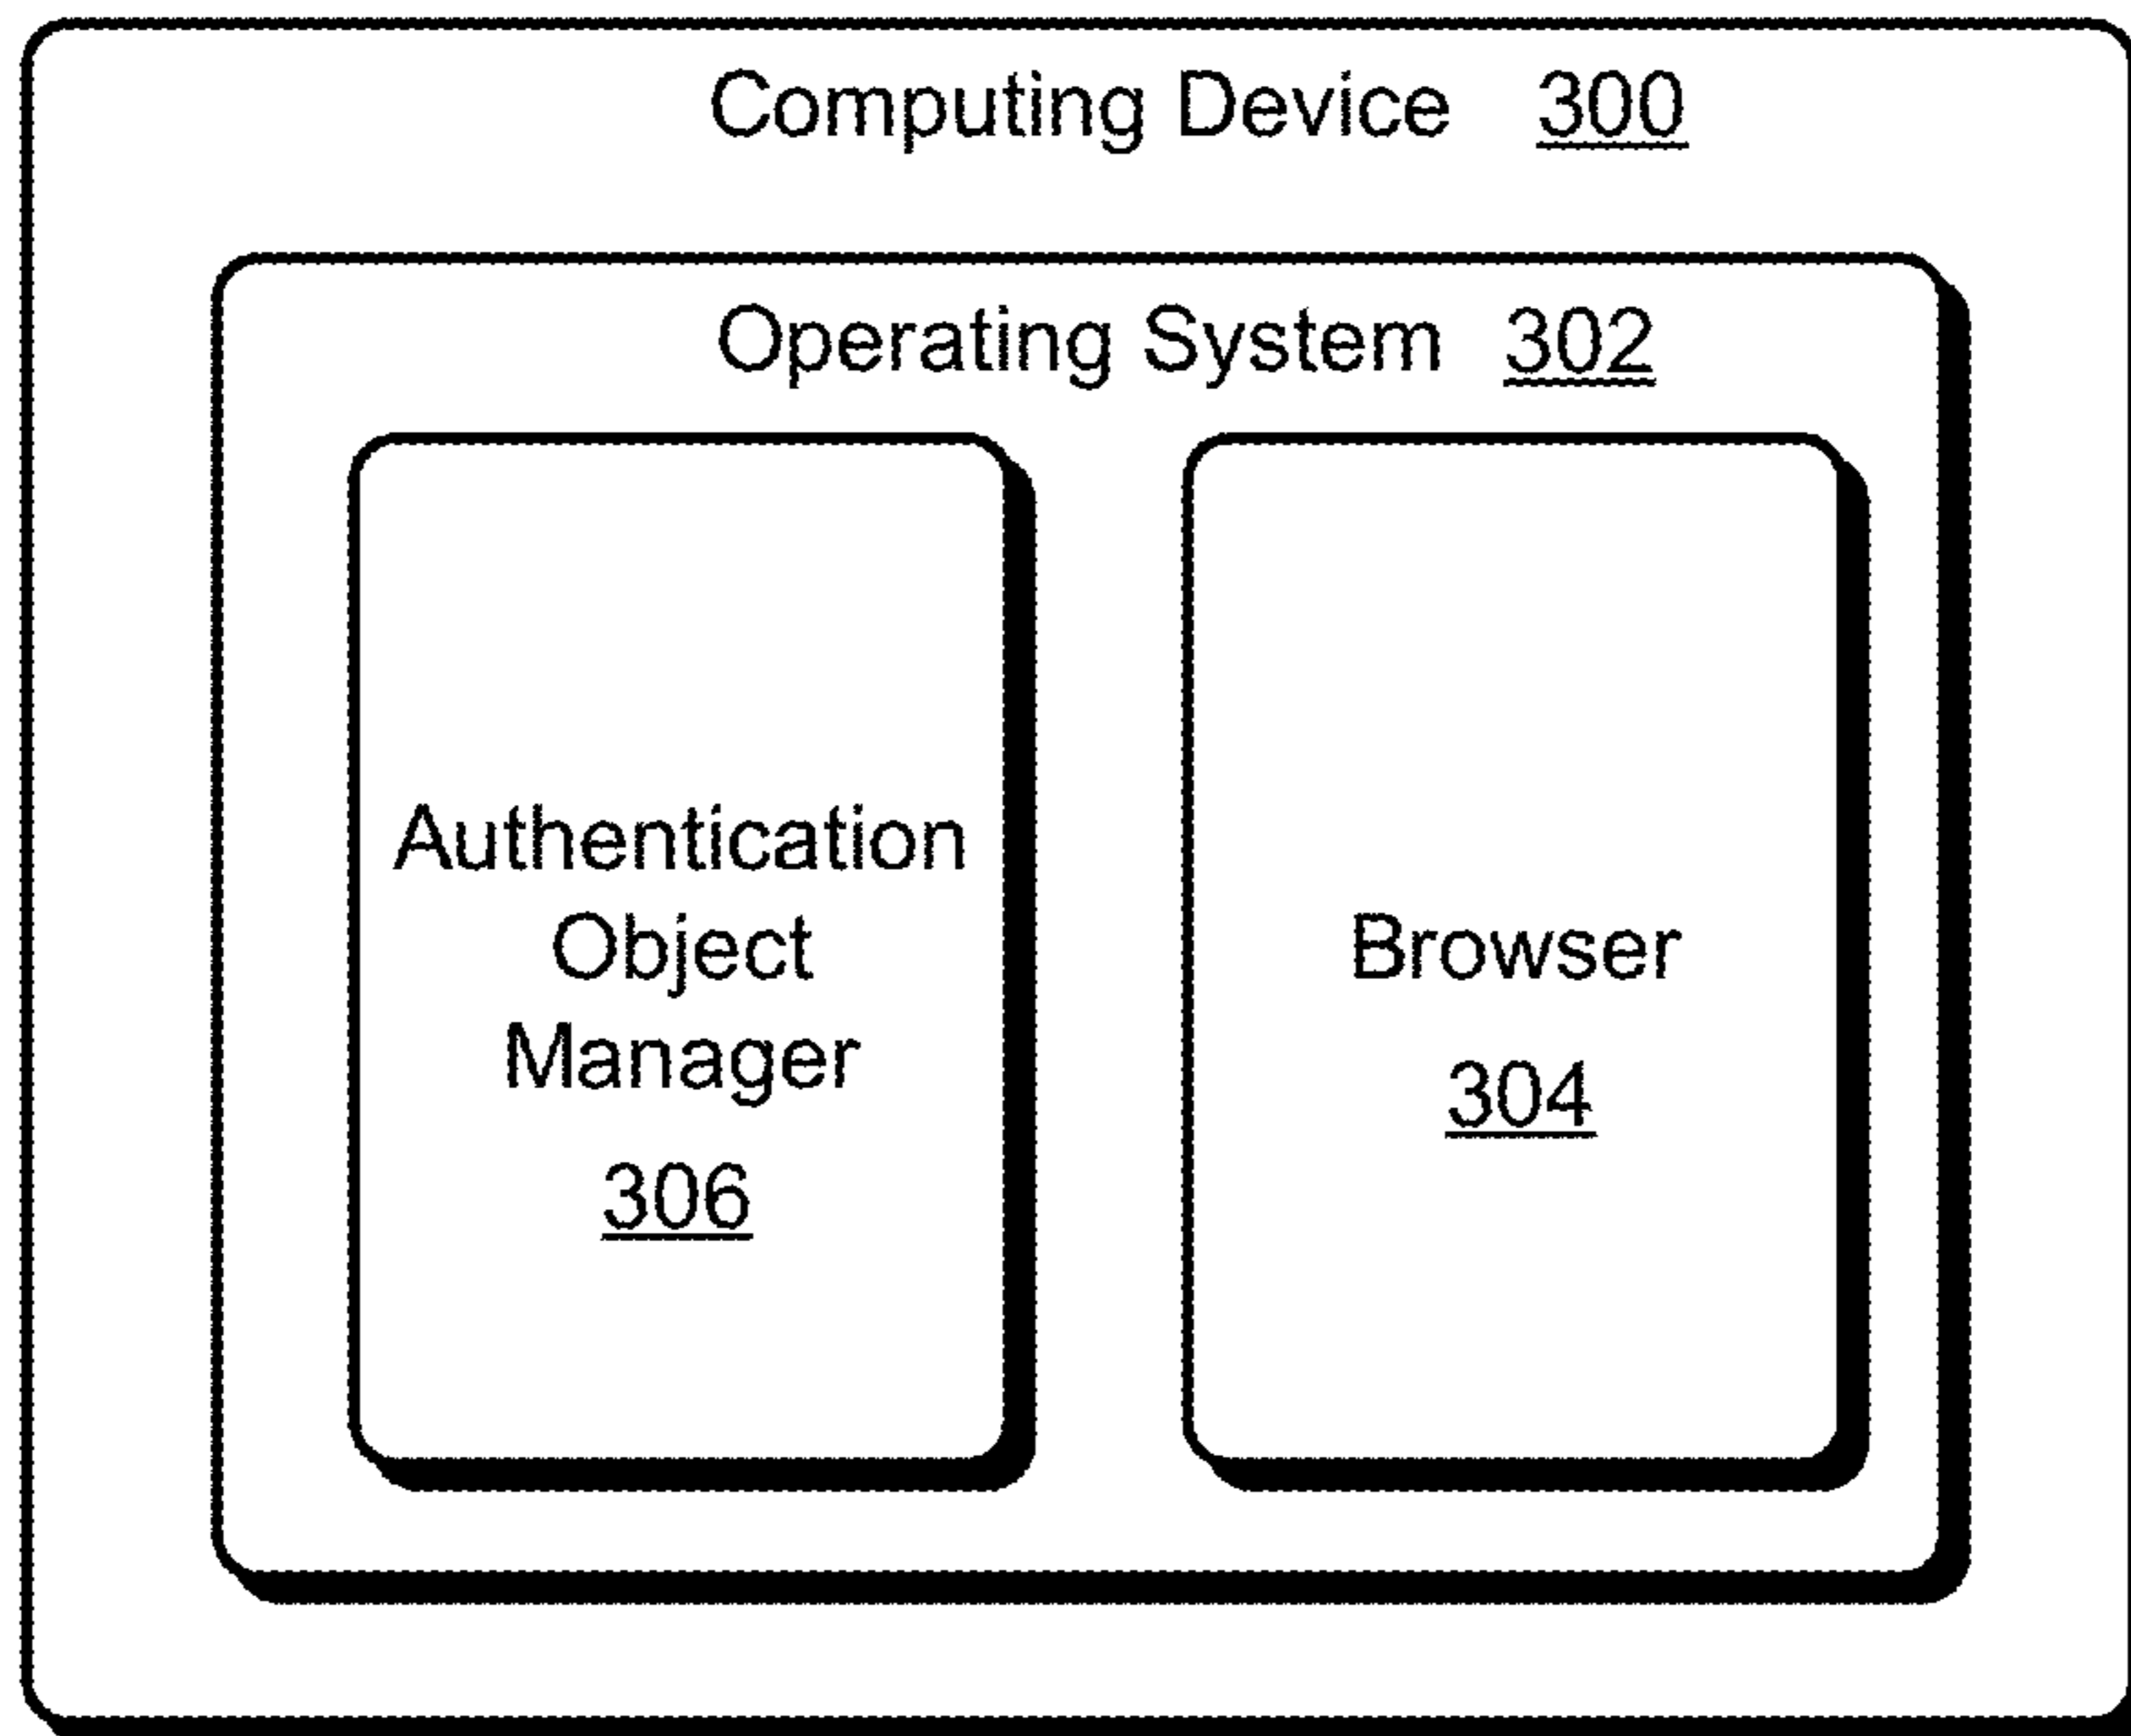 Computing Device 300
Operating System 302
Authentication
Object
Manager
306
Browser
304